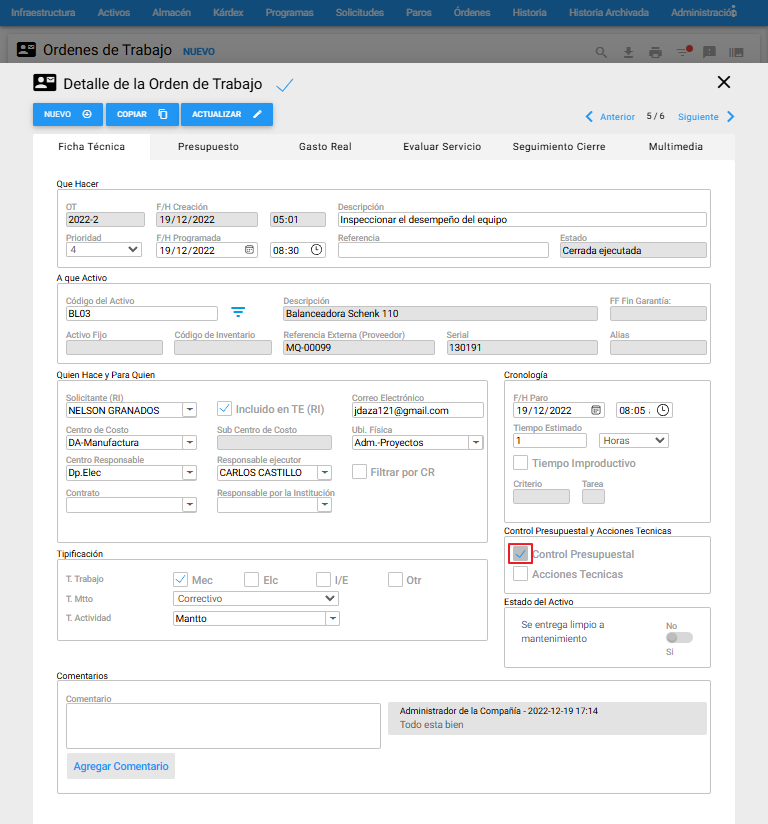 Infraestructura Activos Almacén Kárdex Programas Solicitudes Paros Órdenes Historia Historia Archivada Administración
Ordenes de Trabajo NUEVO
Detalle de la Orden de Trabajo
NUEVO COPIAR ACTUALIZAR Anterior 5 / 6 Siguiente
Ficha Técnica Presupuesto Gasto Real Evaluar Servicio Seguimiento Cierre Multimedia
Que Hacer
OT F/H Creación Descripción
2022-2 19/12/2022 05:01 Inspeccionar el desempeño del equipo
Prioridad F/H Programada Referencia Estado
4 19/12/2022 08:30 Cerrada ejecutada
A que Activo
Código del Activo Descripción FF Fin Garantía:
BL03 Balanceadora Schenk 110
Activo Fijo Código de Inventario Referencia Externa (Proveedor) Serial Alias
MQ-00099 130191
Quien Hace y Para Quien
Solicitante (RI) Correo Electrónico
NELSON GRANADOS Incluido en TE (RI) jdaza121@gmail.com
Centro de Costo Sub Centro de Costo Ubi. Física
DA-Manufactura Adm.-Proyectos
Centro Responsable Responsable ejecutor
Dp.Elec CARLOS CASTILLO Filtrar por CR
Contrato Responsable por la Institución
Cronología
F/H Paro
19/12/2022 08:05
Tiempo Estimado
1 Horas
Tiempo Improductivo
Criterio Tarea
Control Presupuestal y Acciones Tecnicas
Control Presupuestal
Acciones Tecnicas
Tipificación
T. Trabajo Mec Elc I/E Otr
T. Mtto Correctivo
T. Actividad Mantto
Estado del Activo
Se entrega limpio a
mantenimiento
No
Si
Comentarios
Comentario
Administrador de la Compañía - 2022-12-19 17:14
Todo esta bien
Agregar Comentario